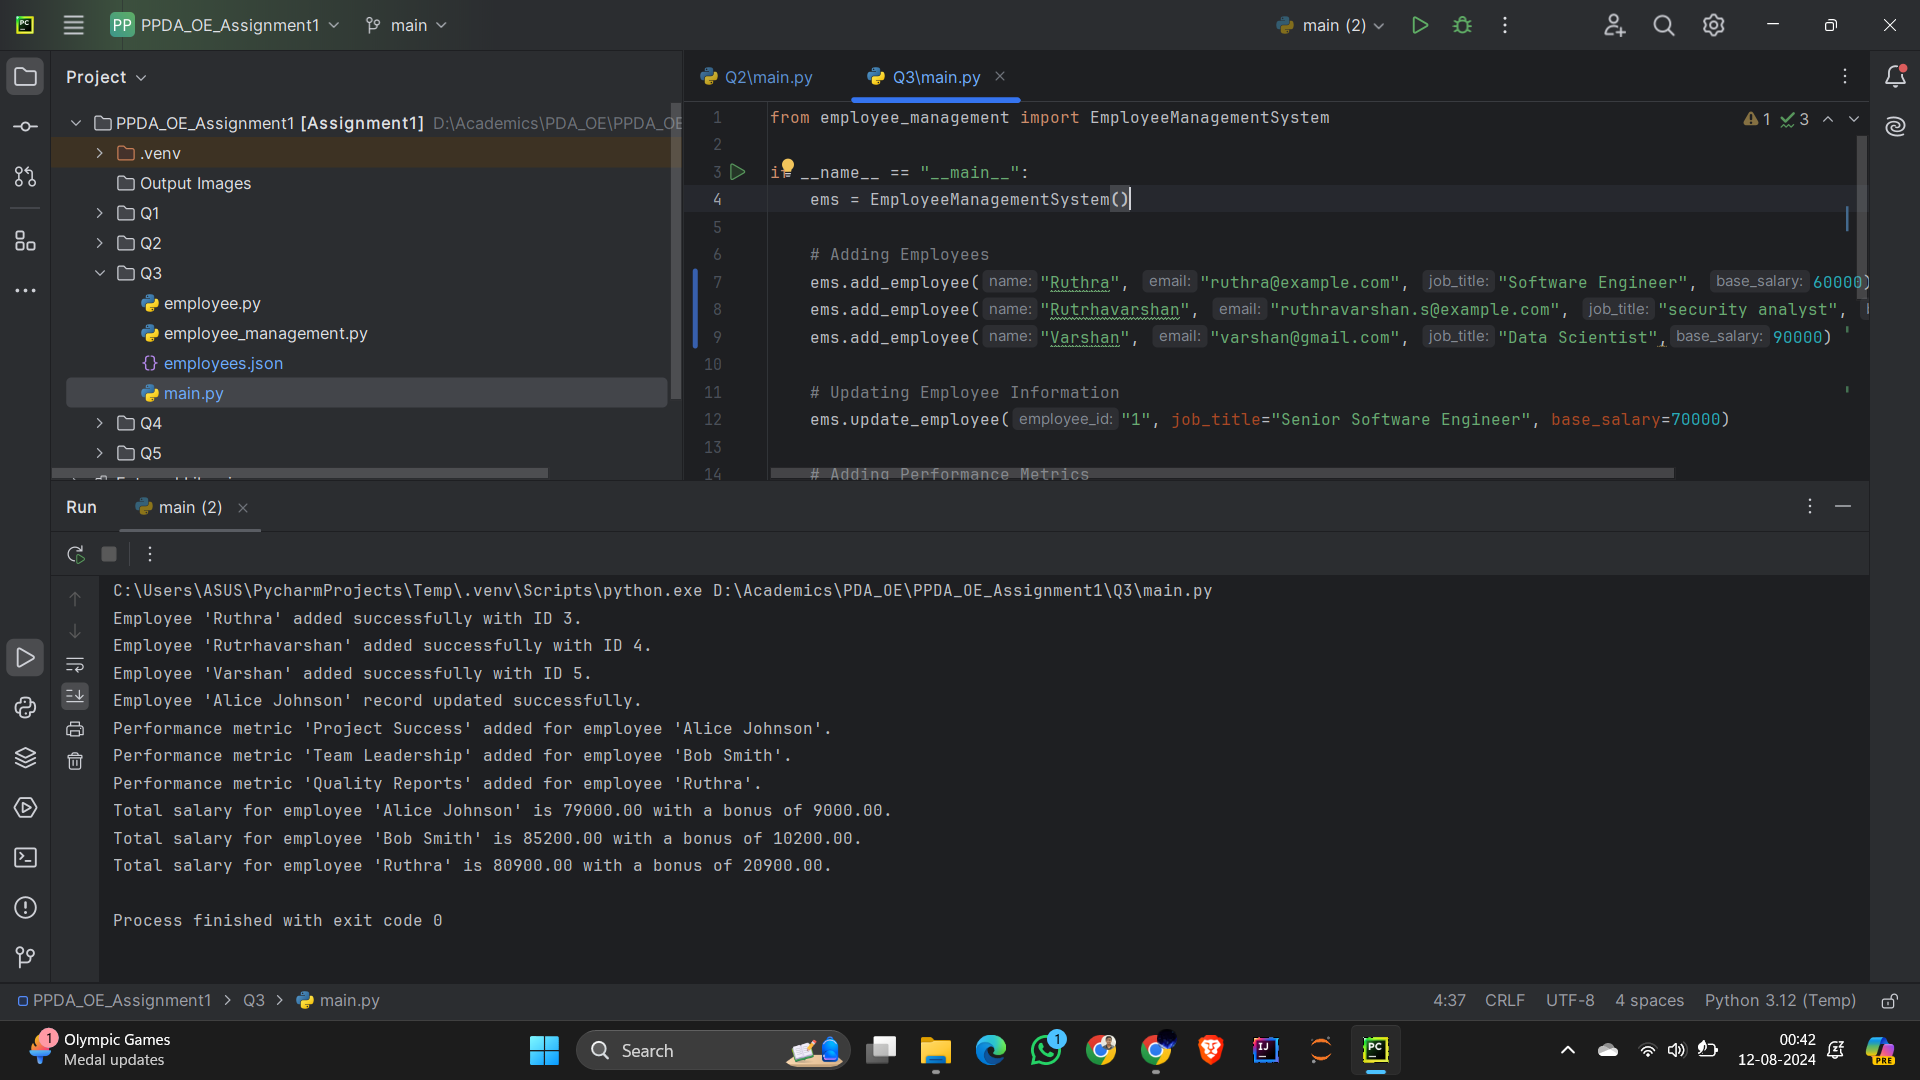 PC
PP PPDA_OE_Assignment1 main
main (2)
Project
PPDA_OE_Assignment1 [Assignment1] D:\Academics\PDA_OE\PPDA_OE
.venv
Output Images
Q1
Q2
Q3
employee.py
employee_management.py
{} employees.json
main.py
Q4
Q5
Q2\main.py Q3\main.py
1 from employee_management import EmployeeManagementSystem
2
3 if __name__ == "__main__":
4 ems = EmployeeManagementSystem()
5
6 # Adding Employees
7 ems.add_employee( name: "Ruthra", email: "ruthra@example.com", job_title: "Software Engineer", base_salary: 60000)
8 ems.add_employee( name: "Rutrhavarshan", email: "ruthravarshan.s@example.com", job_title: "security analyst",
9 ems.add_employee( name: "Varshan", email: "varshan@gmail.com", job_title: "Data Scientist", base_salary: 90000)
10
11 # Updating Employee Information
12 ems.update_employee( employee_id: "1", job_title="Senior Software Engineer", base_salary=70000)
13
14 # Adding Performance Metrics
1 3
Run main (2)
C:\Users\ASUS\PycharmProjects\Temp\.venv\Scripts\python.exe D:\Academics\PDA_OE\PPDA_OE_Assignment1\Q3\main.py
Employee 'Ruthra' added successfully with ID 3.
Employee 'Rutrhavarshan' added successfully with ID 4.
Employee 'Varshan' added successfully with ID 5.
Employee 'Alice Johnson' record updated successfully.
Performance metric 'Project Success' added for employee 'Alice Johnson'.
Performance metric 'Team Leadership' added for employee 'Bob Smith'.
Performance metric 'Quality Reports' added for employee 'Ruthra'.
Total salary for employee 'Alice Johnson' is 79000.00 with a bonus of 9000.00.
Total salary for employee 'Bob Smith' is 85200.00 with a bonus of 10200.00.
Total salary for employee 'Ruthra' is 80900.00 with a bonus of 20900.00.
Process finished with exit code 0
PPDA_OE_Assignment1 > Q3 > main.py
4:37 CRLF UTF-8 4 spaces Python 3.12 (Temp)
1
Olympic Games
Medal updates
Search
1
IJ
PC
00:42
12-08-2024
PRE